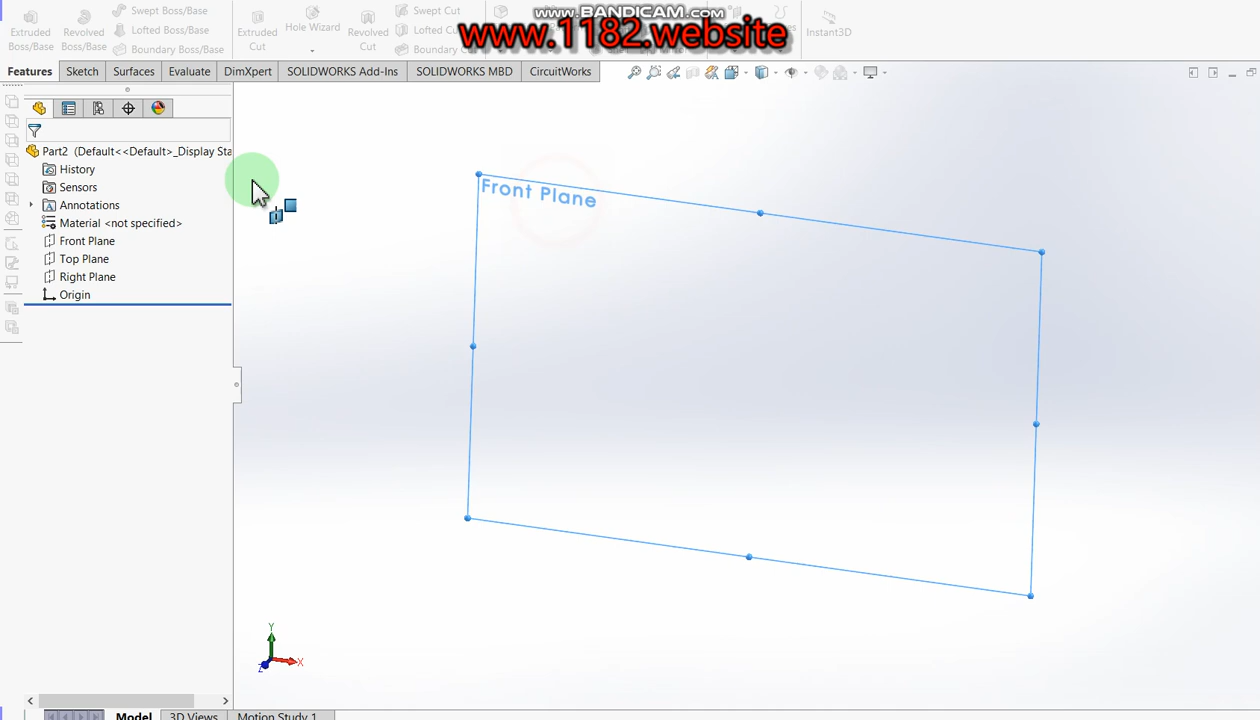 www.BANDICAM.com
www.1182.website
Extruded Boss/Base
Revolved Boss/Base
Swept Boss/Base
Lofted Boss/Base
Boundary Boss/Base
Extruded Cut
Hole Wizard
Revolved Cut
Swept Cut
Lofted Cut
Boundary
Instant3D
Features
Sketch
Surfaces
Evaluate
DimXpert
SOLIDWORKS Add-Ins
SOLIDWORKS MBD
CircuitWorks
Part2 (Default<<Default>_Display Sta
History
Sensors
Annotations
Material <not specified>
Front Plane
Top Plane
Right Plane
Origin
Front Plane
Y
X
Z
Model
3D Views
Motion Study 1